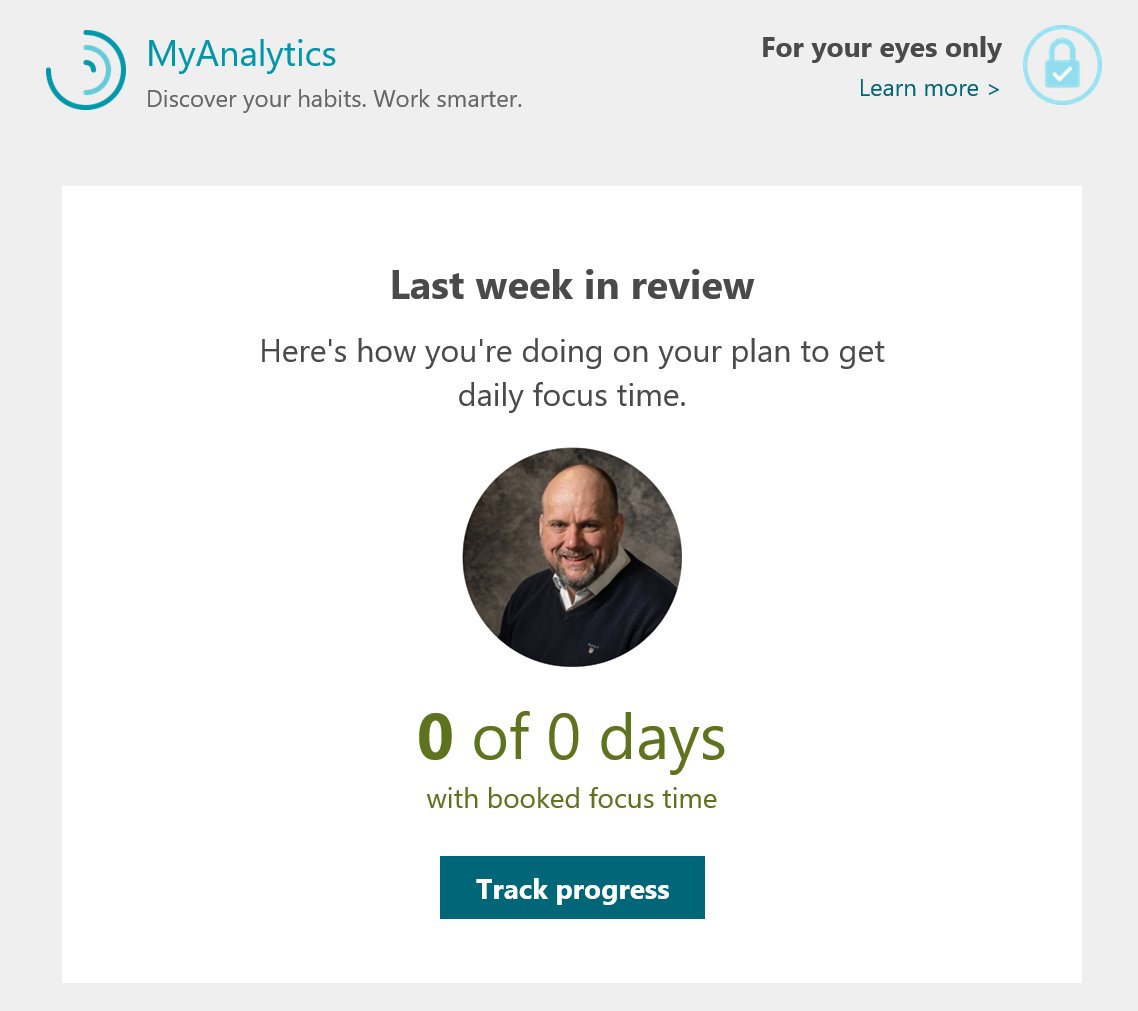 MyAnalytics
Discover your habits. Work smarter.
For your eyes only
Learn more >
Last week in review
Here's how you're doing on your plan to get
daily focus time.
0 of 0 days
with booked focus time
Track progress